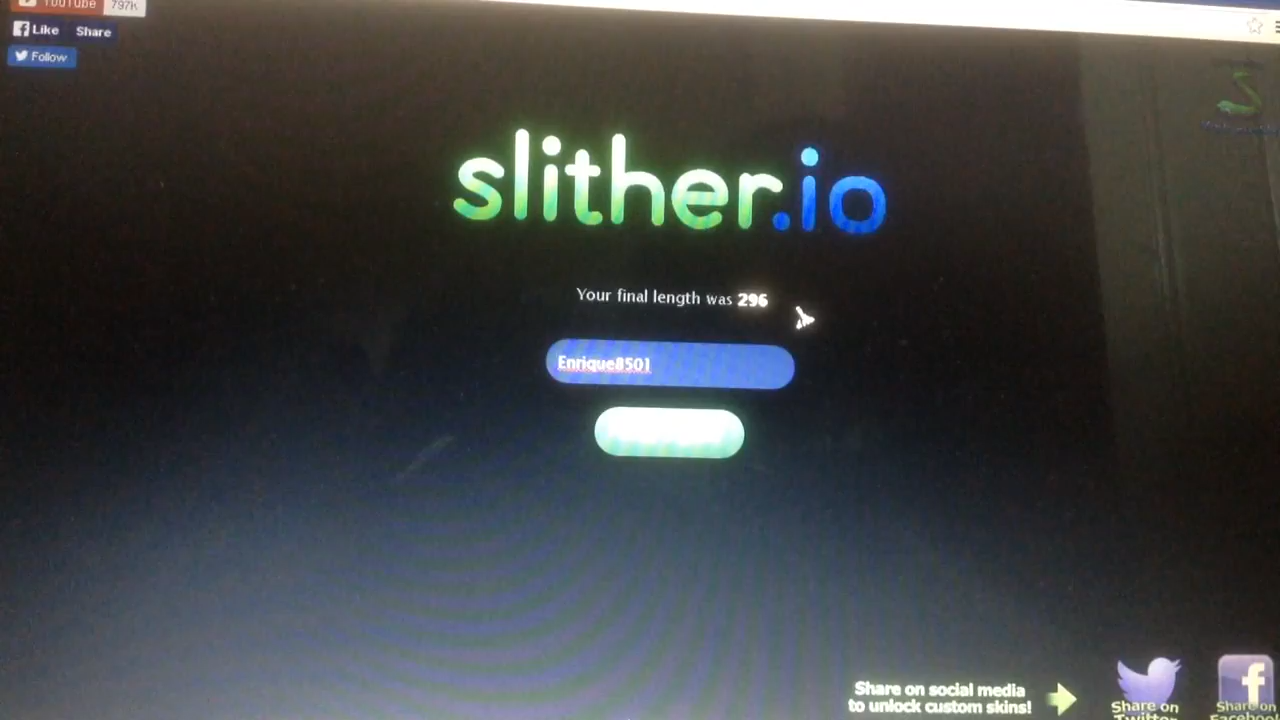 YouTube 797K
Like Share
Follow
slither.io
Your final length was 296
Enrique8501
Share on social media
to unlock custom skins!
Share on
Twitter
Share on
Facebook